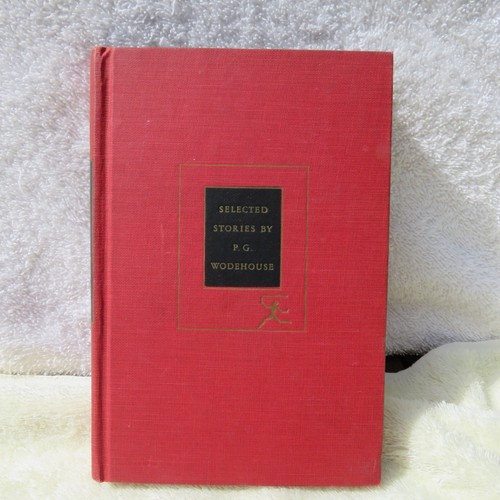 SELECTED
STORIES BY
P. G.
WODEHOUSE